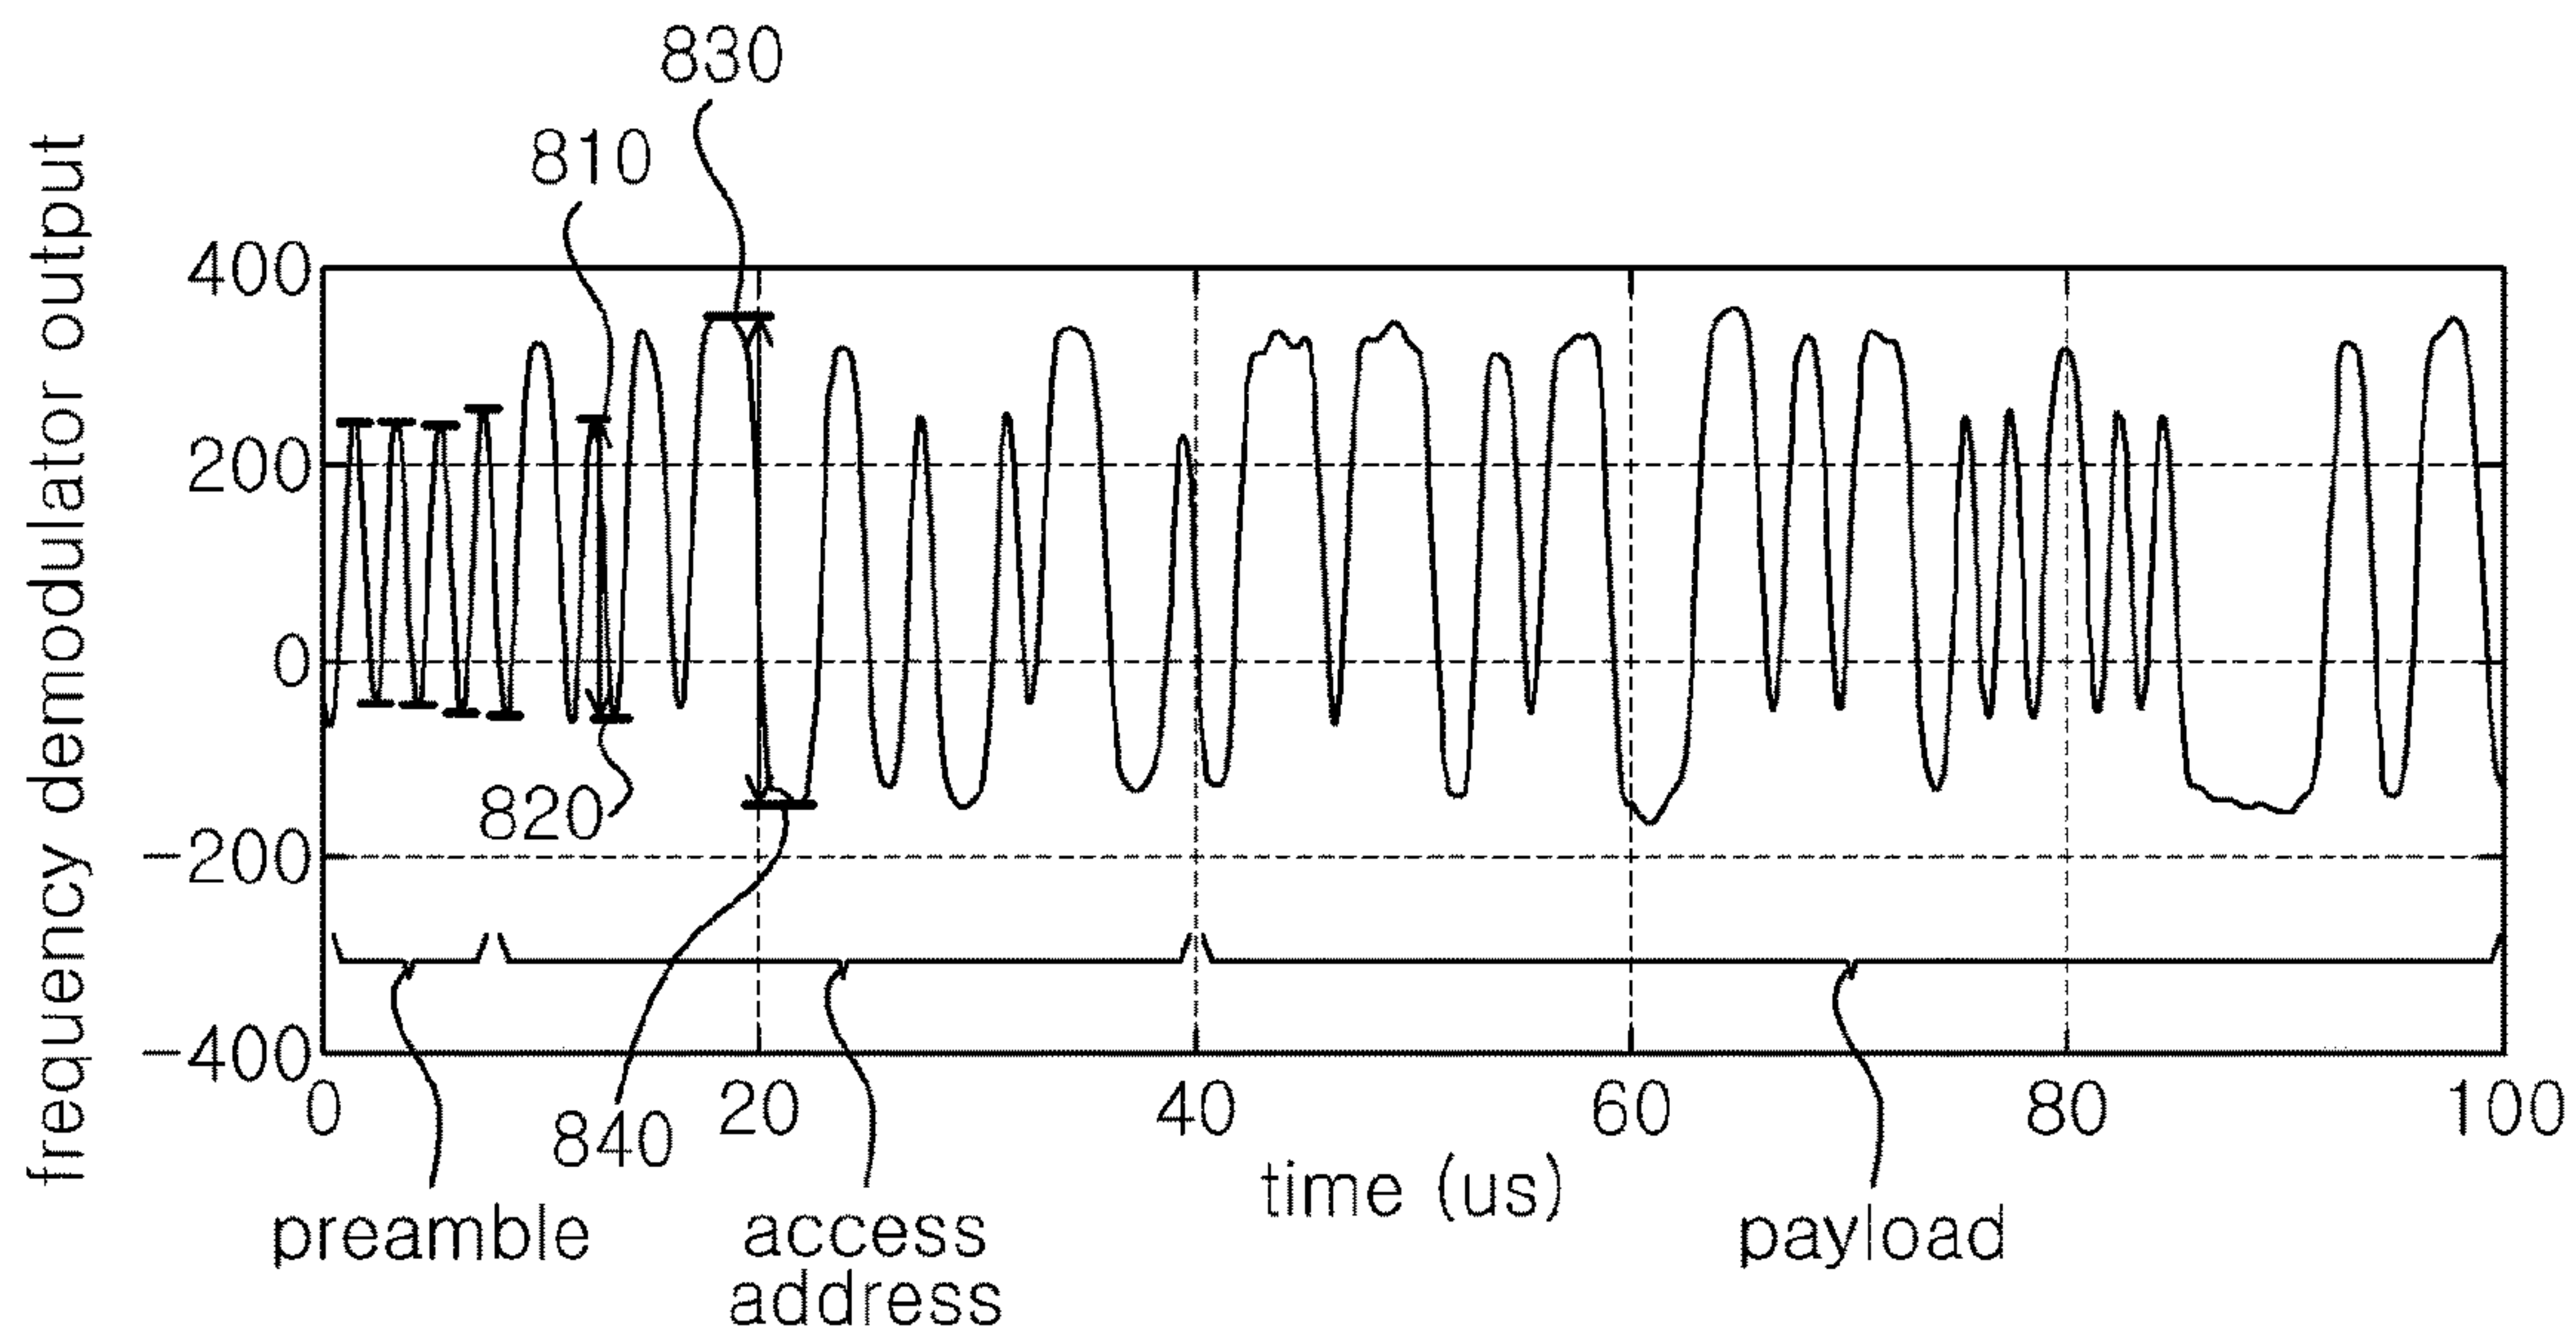 830
810
frequency demodulator output
400
200
0
-200
-400
820
840
0
20
40
60
80
100
time (us)
preamble
access
address
payload